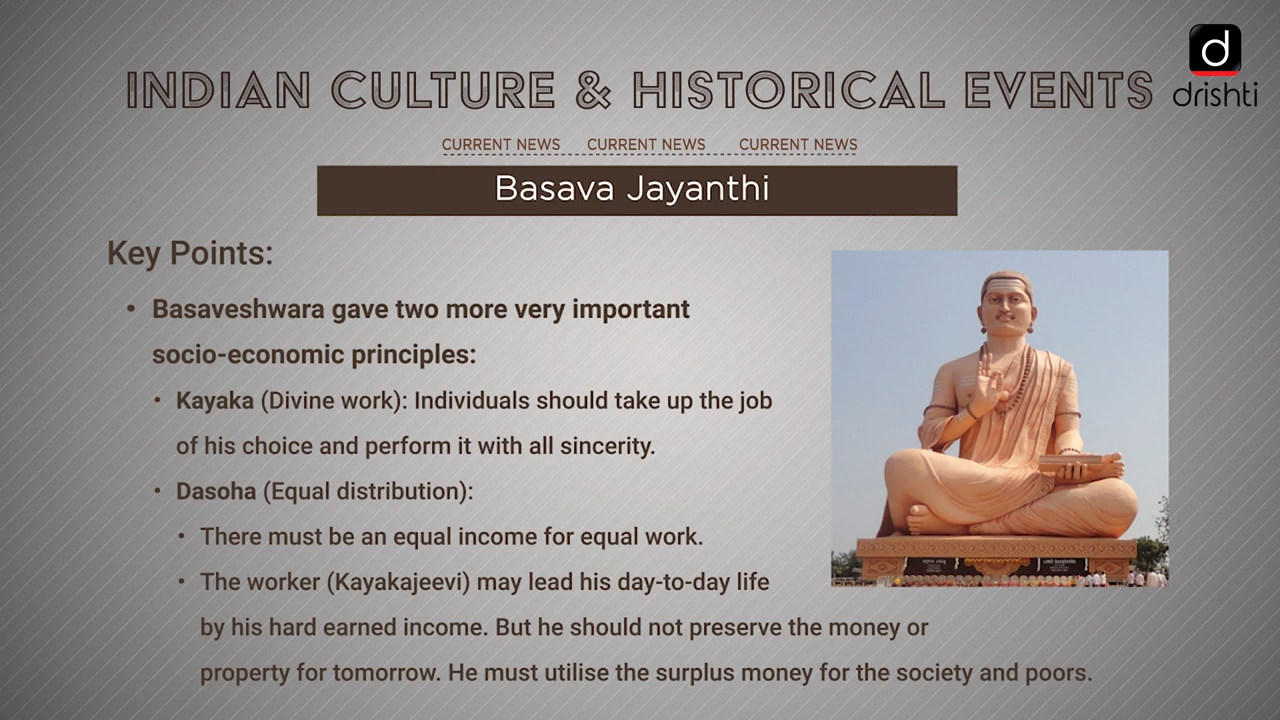 INDIAN CULTURE & HISTORICAL EVENTS
d
drishti
CURRENT NEWS CURRENT NEWS CURRENT NEWS
Basava Jayanthi
Key Points:
• Basaveshwara gave two more very important
socio-economic principles:
• Kayaka (Divine work): Individuals should take up the job
of his choice and perform it with all sincerity.
• Dasoha (Equal distribution):
• There must be an equal income for equal work.
• The worker (Kayakajeevi) may lead his day-to-day life
by his hard earned income. But he should not preserve the money or
property for tomorrow. He must utilise the surplus money for the society and poors.